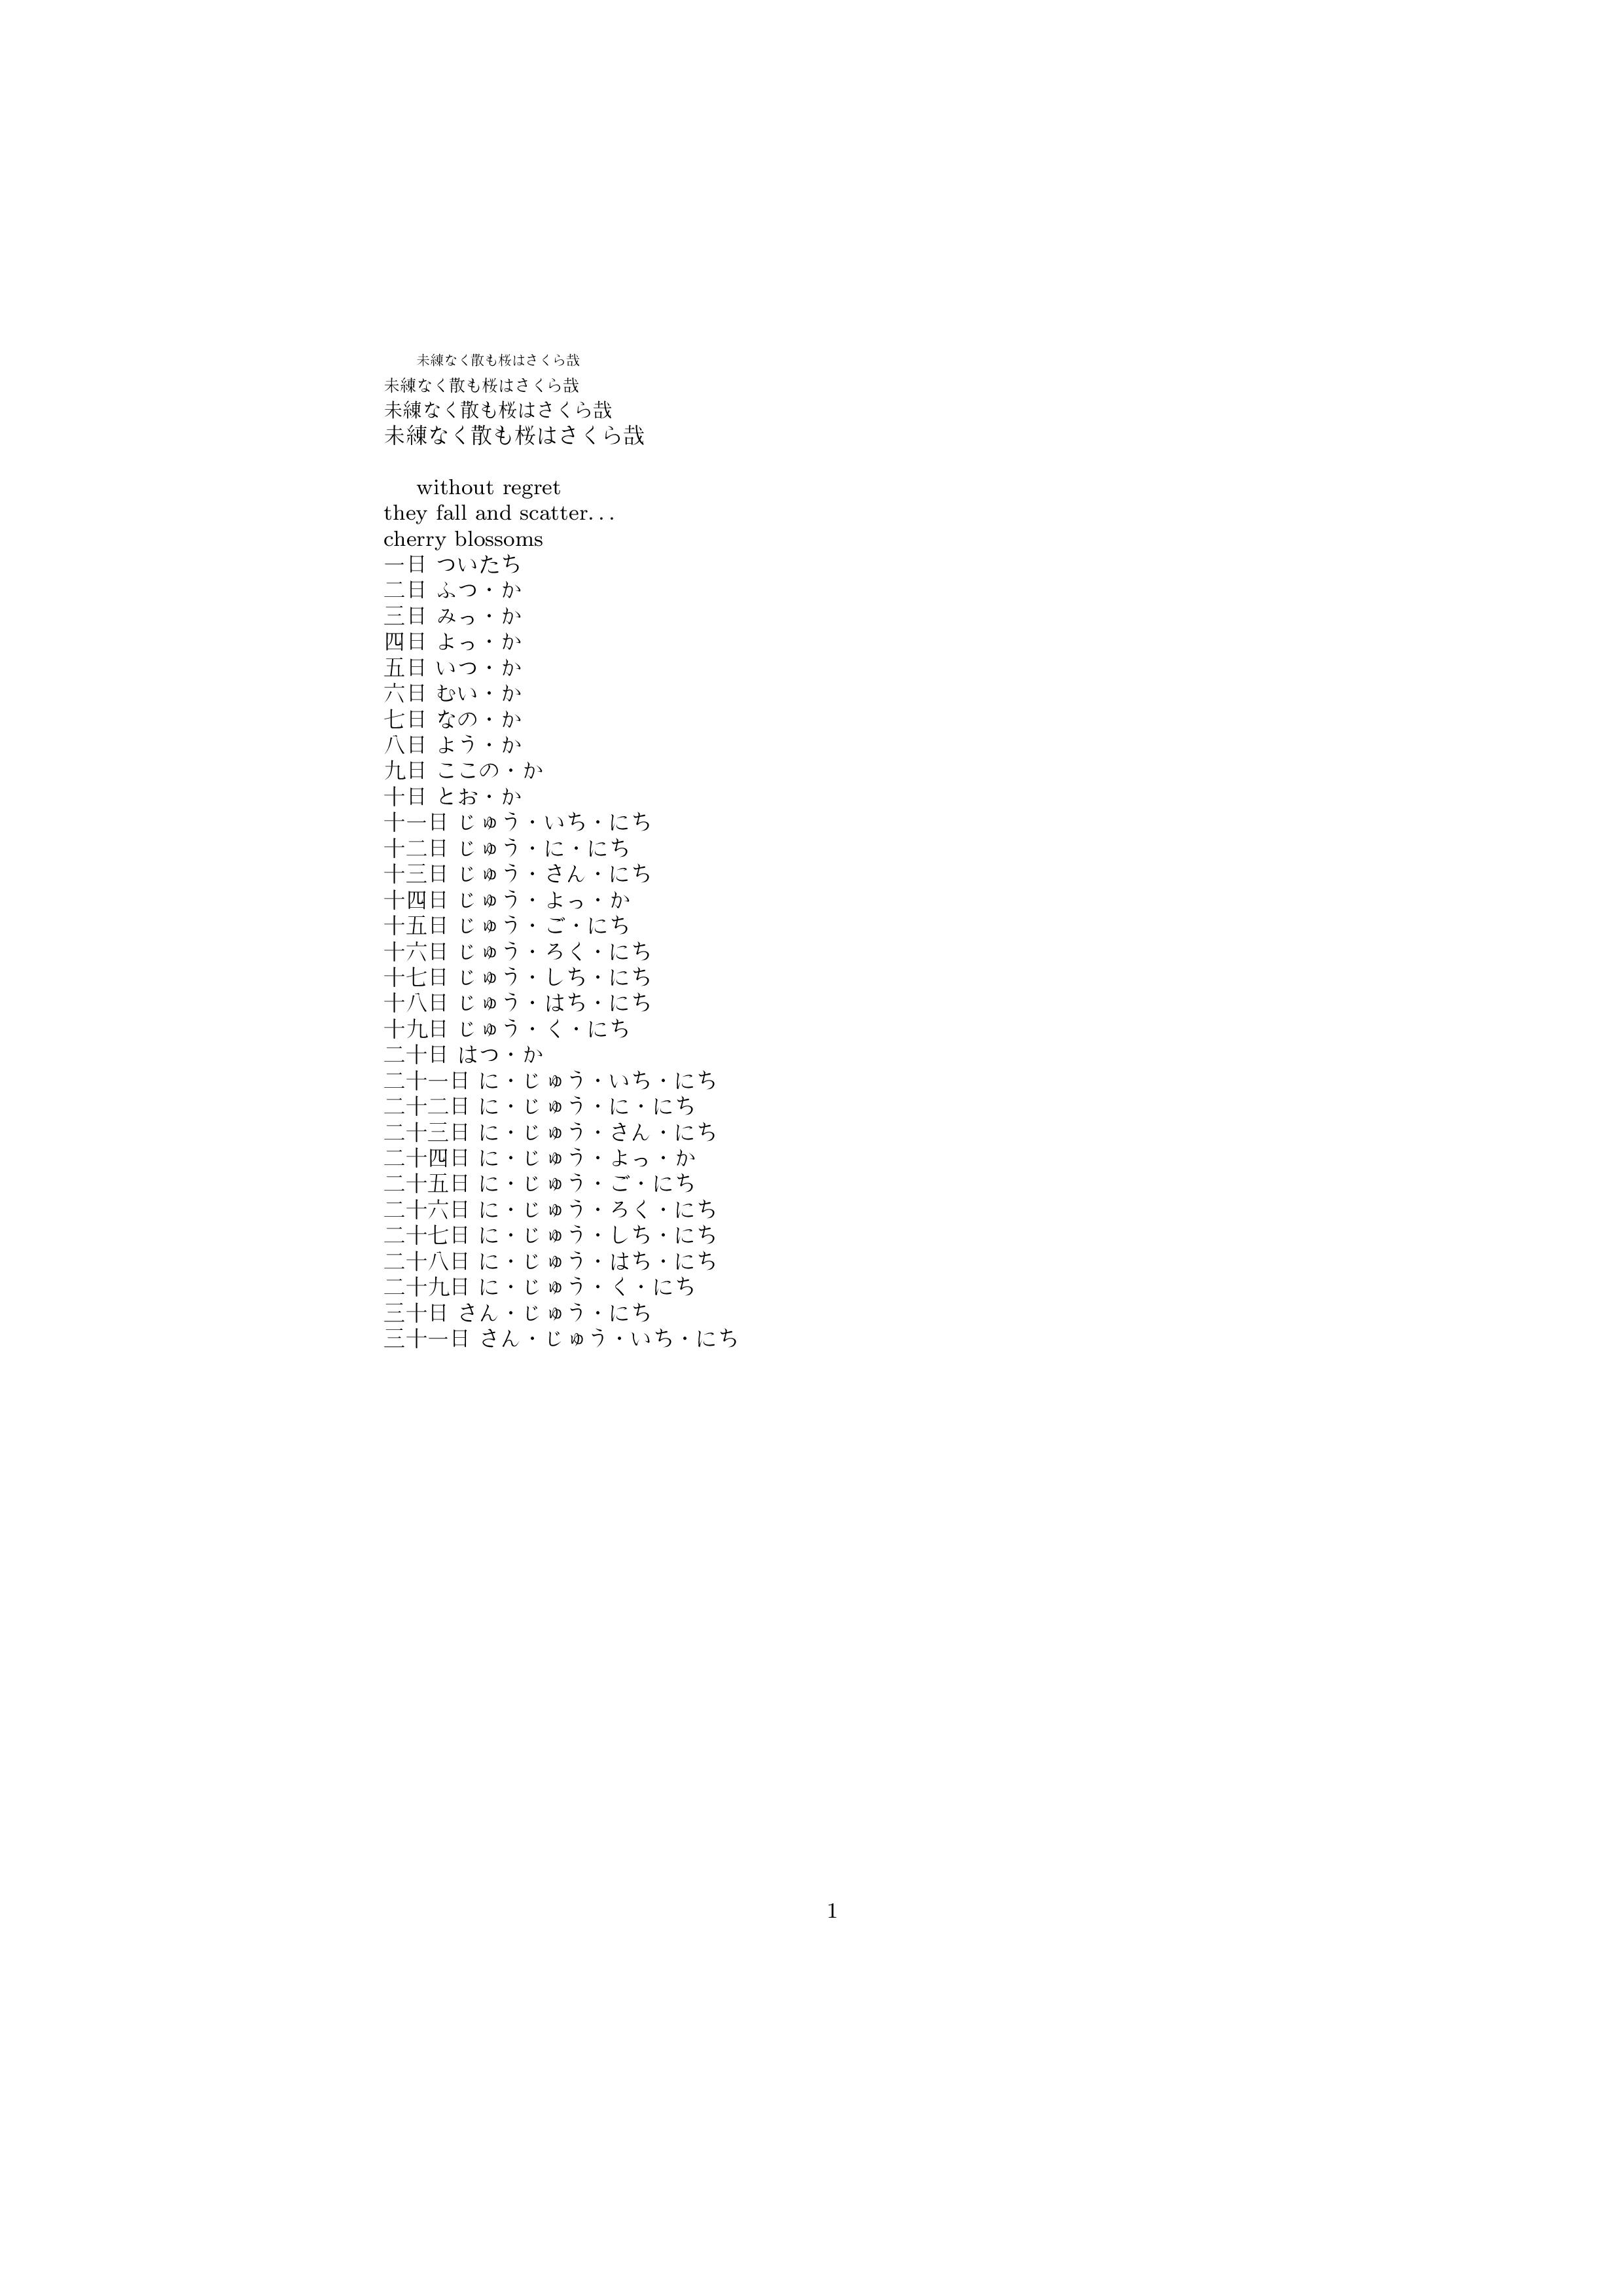 未練なく散も桜はさくら哉
未練なく散も桜はさくら哉
未練なく散も桜はさくら哉
未練なく散も桜はさくら哉
without regret
they fall and scatter...
cherry blossoms
一日 ついたち
二日 ふつ・か
三日 みっ・か
四日 よっ・か
五日 いつ・か
六日 むい・か
七日 なの・か
八日 よう・か
九日 ここの・か
十日 とお・か
十一日 じゅう・いち・にち
十二日 じゅう・に・にち
十三日 じゅう・さん・にち
十四日 じゅう・よっ・か
十五日 じゅう・ご・にち
十六日 じゅう・ろく・にち
十七日 じゅう・しち・にち
十八日 じゅう・はち・にち
十九日 じゅう・く・にち
二十日 はつ・か
二十一日 に・じゅう・いち・にち
二十二日 に・じゅう・に・にち
二十三日 に・じゅう・さん・にち
二十四日 に・じゅう・よっ・か
二十五日 に・じゅう・ご・にち
二十六日 に・じゅう・ろく・にち
二十七日 に・じゅう・しち・にち
二十八日 に・じゅう・はち・にち
二十九日 に・じゅう・く・にち
三十日 さん・じゅう・にち
三十一日 さん・じゅう・いち・にち
1